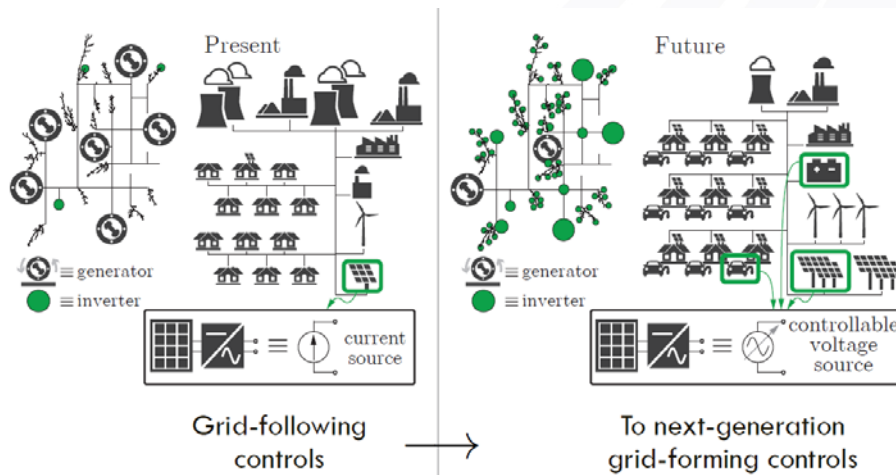 Present
≡ generator
≡ inverter
≡
current
source
Grid-following
controls
Future
≡ generator
≡ inverter
≡
controllable
voltage
source
To next-generation
grid-forming controls